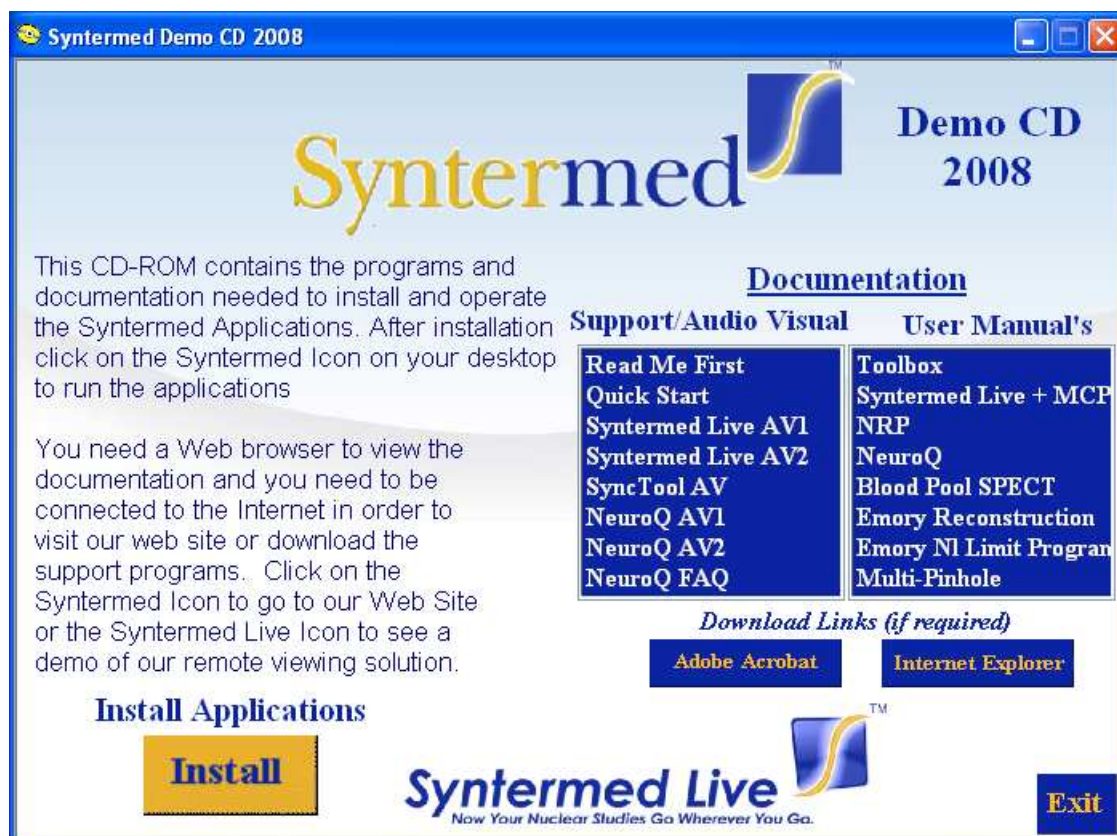 Syntermed Demo CD 2008
Syntermed
TM
Demo CD
2008
This CD-ROM contains the programs and
documentation needed to install and operate
the Syntermed Applications. After installation
click on the Syntermed Icon on your desktop
to run the applications
You need a Web browser to view the
documentation and you need to be
connected to the Internet in order to
visit our web site or download the
support programs. Click on the
Syntermed Icon to go to our Web Site
or the Syntermed Live Icon to see a
demo of our remote viewing solution.
Install Applications
Install
Documentation
Support/Audio Visual
Read Me First
Quick Start
Syntermed Live AV1
Syntermed Live AV2
SyncTool AV
NeuroQ AV1
NeuroQ AV2
NeuroQ FAQ
User Manual's
Toolbox
Syntermed Live + MCP
NRP
NeuroQ
Blood Pool SPECT
Emory Reconstruction
Emory Nl Limit Progran
Multi-Pinhole
Download Links (if required)
Adobe Acrobat
Internet Explorer
Syntermed Live
TM
Now Your Nuclear Studies Go Wherever You Go.
Exit